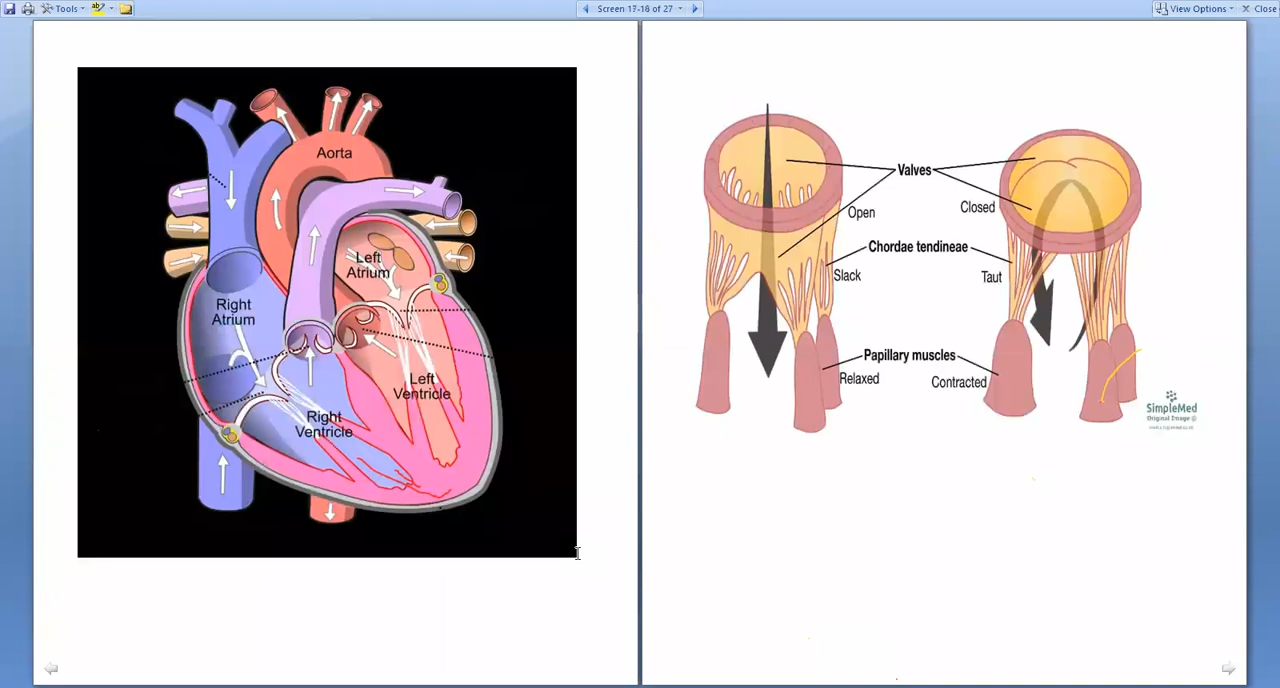 Tools
Screen 17-18 of 27
View Options
Close
Aorta
Left
Atrium
Right
Atrium
Left
Ventricle
Right
Ventricle
Valves
Open
Closed
Chordae tendineae
Slack
Taut
Papillary muscles
Relaxed
Contracted
SimpleMed
Original Image